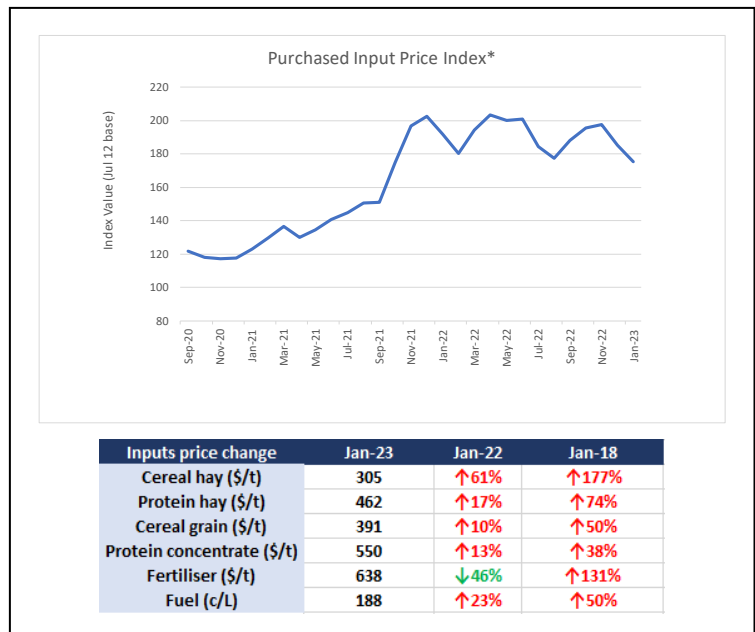 Purchased Input Price Index*
Index Value (Jul 12 base)
220
200
180
160
140
120
100
80
Sep-20
Nov-20
Jan-21
Mar-21
May-21
Jul-21
Sep-21
Nov-21
Jan-22
Mar-22
May-22
Jul-22
Sep-22
Nov-22
Jan-23
Inputs price change Jan-23 Jan-22 Jan-18
Cereal hay ($/t) 305 ↑61% ↑177%
Protein hay ($/t) 462 ↑17% ↑74%
Cereal grain ($/t) 391 ↑10% ↑50%
Protein concentrate ($/t) 550 ↑13% ↑38%
Fertiliser ($/t) 638 ↓46% ↑131%
Fuel (c/L) 188 ↑23% ↑50%